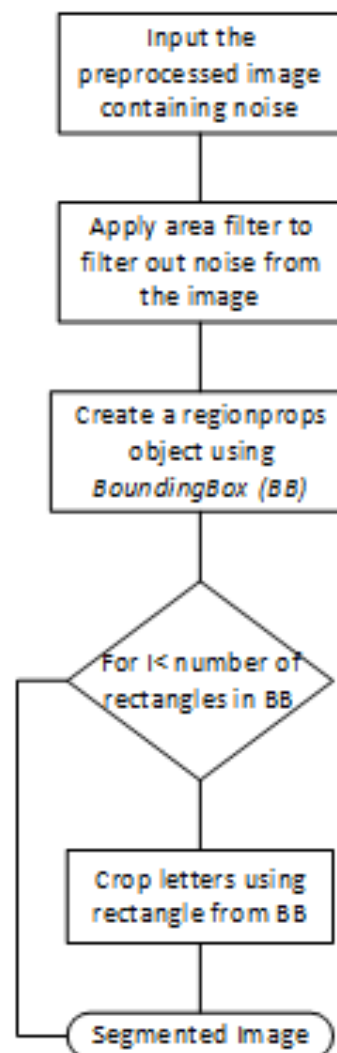 Input the
preprocessed image
containing noise
Apply area filter to
filter out noise from
the image
Create a regionprops
object using
BoundingBox (BB)
For I< number of
rectangles in BB
Crop letters using
rectangle from BB
Segmented Image